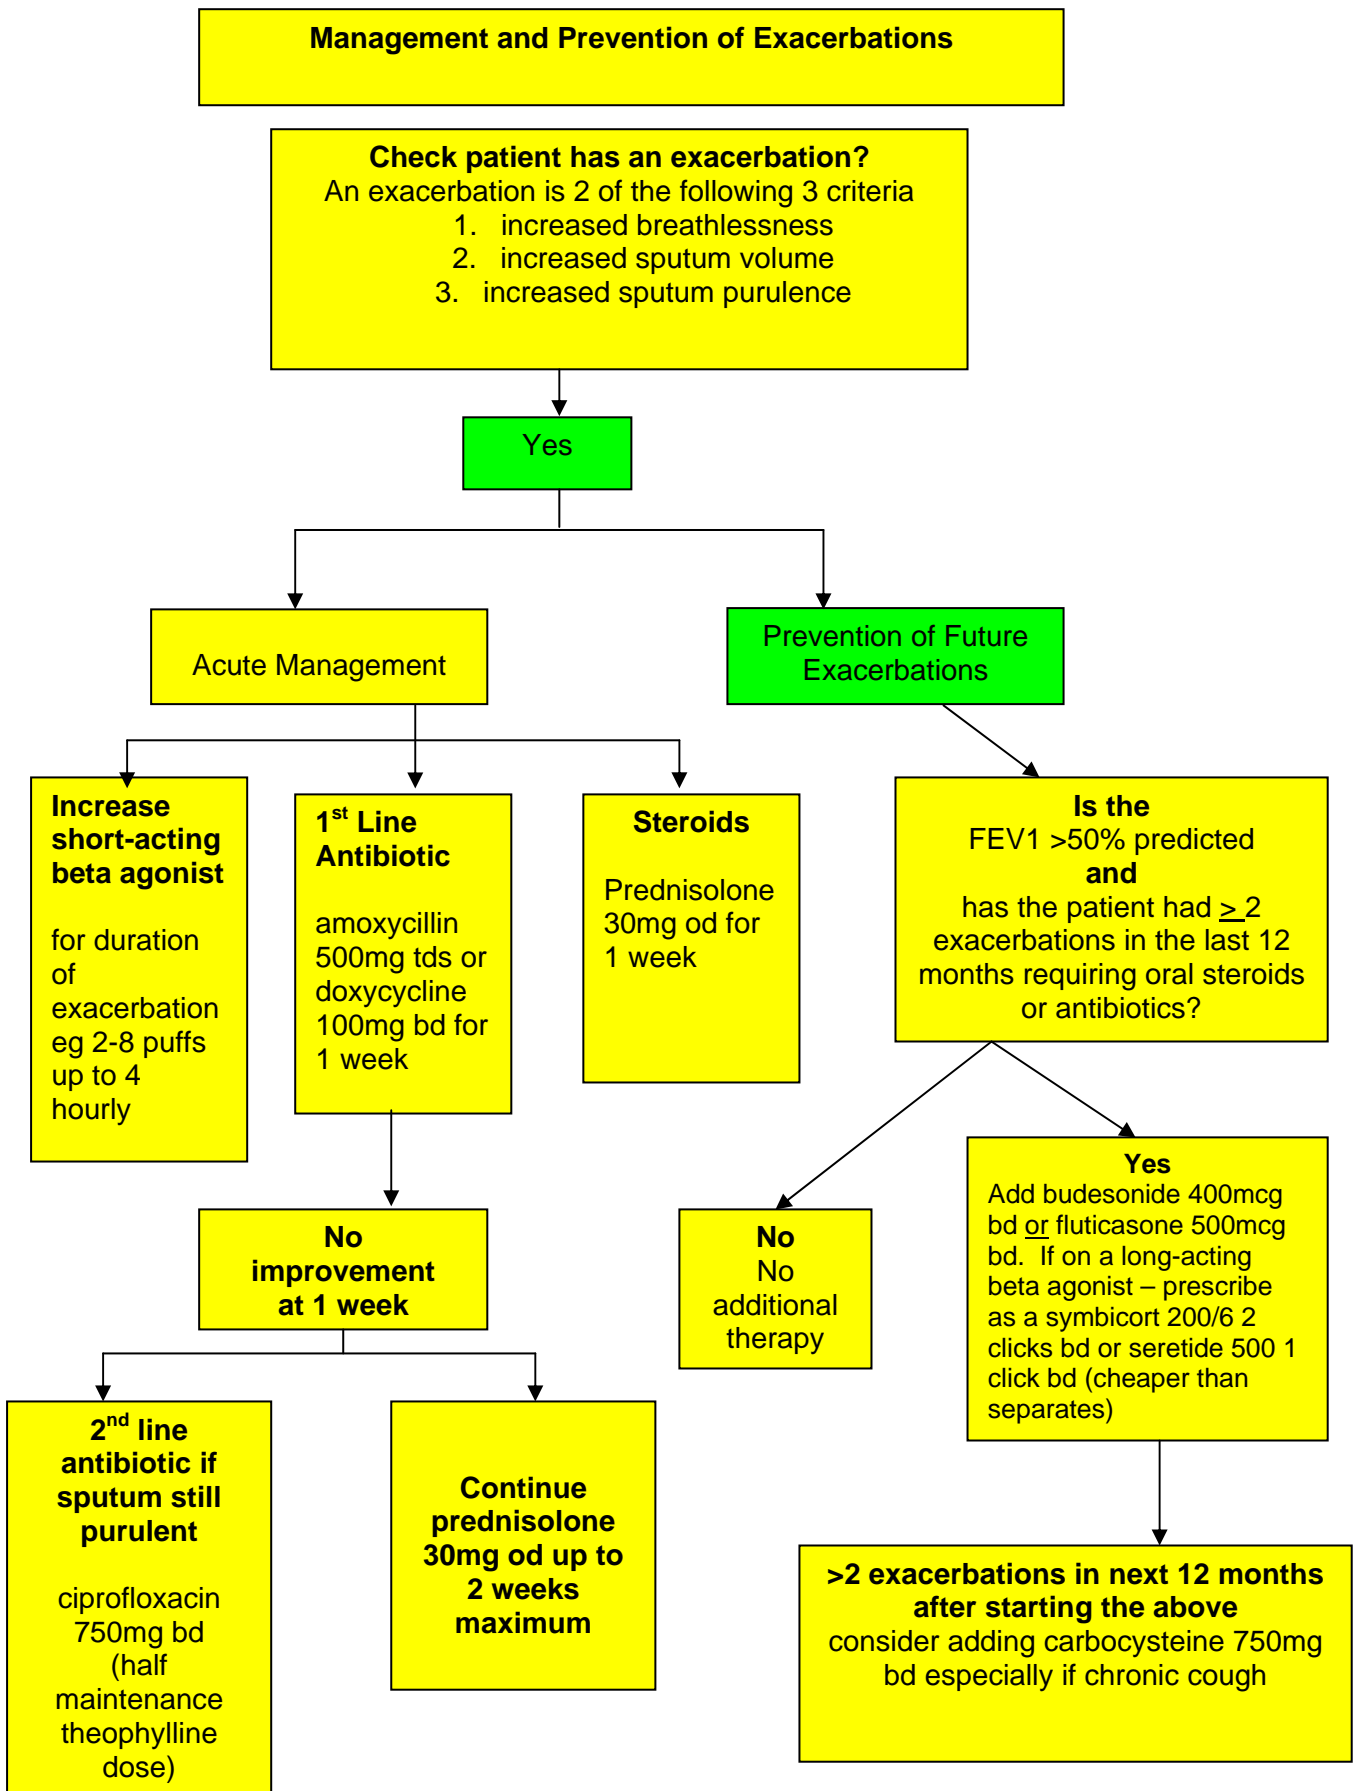 Management and Prevention of Exacerbations
Check patient has an exacerbation?
An exacerbation is 2 of the following 3 criteria
1. increased breathlessness
2. increased sputum volume
3. increased sputum purulence
Yes
Acute Management
Prevention of Future
Exacerbations
Increase
short-acting
beta agonist
for duration
of
exacerbation
eg 2-8 puffs
up to 4
hourly
1st Line
Antibiotic
amoxycillin
500mg tds or
doxycycline
100mg bd for
1 week
Steroids
Prednisolone
30mg od for
1 week
Is the
FEV1 >50% predicted
and
has the patient had > 2
exacerbations in the last 12
months requiring oral steroids
or antibiotics?
No
improvement
at 1 week
No
No
additional
therapy
Yes
Add budesonide 400mcg
bd or fluticasone 500mcg
bd. If on a long-acting
beta agonist – prescribe
as a symbicort 200/6 2
clicks bd or seretide 500 1
click bd (cheaper than
separates)
2nd line
antibiotic if
sputum still
purulent
ciprofloxacin
750mg bd
(half
maintenance
theophylline
dose)
Continue
prednisolone
30mg od up to
2 weeks
maximum
>2 exacerbations in next 12 months
after starting the above
consider adding carbocysteine 750mg
bd especially if chronic cough